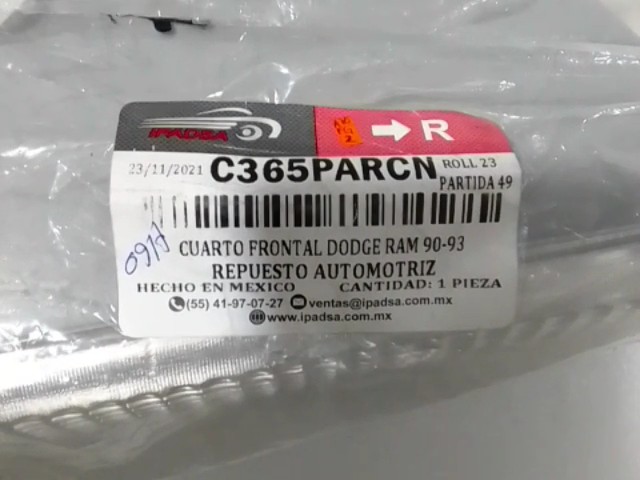 IPADSA
R
23/11/2021 C365PARCN ROLL 23
PARTIDA 49
CUARTO FRONTAL DODGE RAM 90-93
REPUESTO AUTOMOTRIZ
HECHO EN MEXICO CANTIDAD: 1 PIEZA
(55) 41-97-07-27 ventas@ipadsa.com.mx
www.ipadsa.com.mx